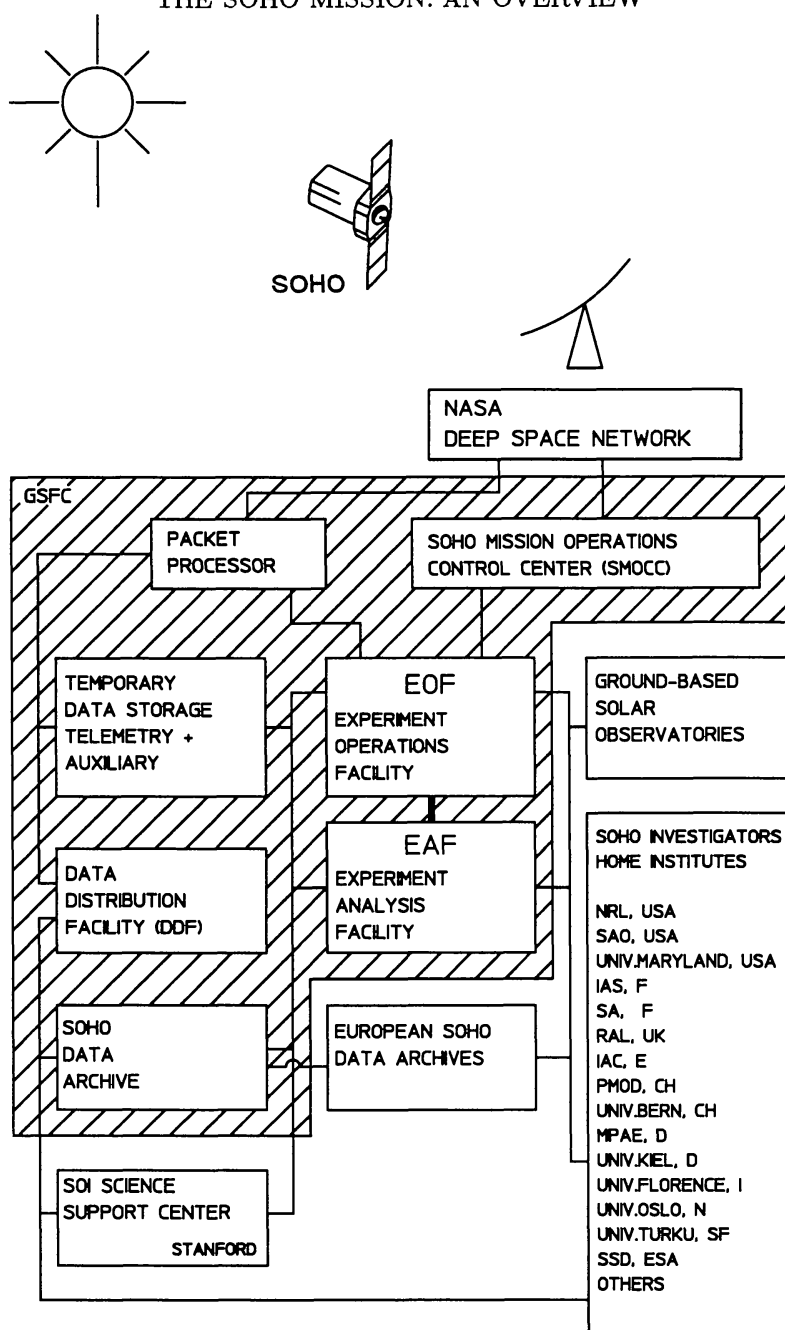 THE SOHO MISSION: AN OVERVIEW
SOHO
NASA
DEEP SPACE NETWORK
GSFC
PACKET
PROCESSOR
SOHO MISSION OPERATIONS
CONTROL CENTER (SMOCC)
TEMPORARY
DATA STORAGE
TELEMETRY +
AUXILIARY
EOF
EXPERIMENT
OPERATIONS
FACILITY
GROUND-BASED
SOLAR
OBSERVATORIES
DATA
DISTRIBUTION
FACILITY (DDF)
EAF
EXPERIMENT
ANALYSIS
FACILITY
SOHO INVESTIGATORS
HOME INSTITUTES
NRL, USA
SAO, USA
UNIV.MARYLAND, USA
IAS, F
SA, F
RAL, UK
IAC, E
PMOD, CH
UNIV.BERN, CH
MPAE, D
UNIV.KIEL, D
UNIV.FLORENCE, I
UNIV.OSLO, N
UNIV.TURKU, SF
SSD, ESA
OTHERS
SOHO
DATA
ARCHIVE
EUROPEAN SOHO
DATA ARCHIVES
SOI SCIENCE
SUPPORT CENTER
STANFORD